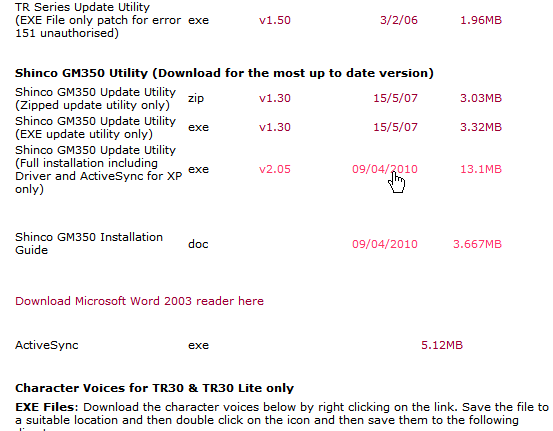 TR Series Update Utility
(EXE File only patch for error exe v1.50 3/2/06 1.96MB
151 unauthorised)
Shinco GM350 Utility (Download for the most up to date version)
Shinco GM350 Update Utility
(Zipped update utility only) zip v1.30 15/5/07 3.03MB
Shinco GM350 Update Utility
(EXE update utility only) exe v1.30 15/5/07 3.32MB
Shinco GM350 Update Utility
(Full installation including
Driver and ActiveSync for XP exe v2.05 09/04/2010 13.1MB
only)
Shinco GM350 Installation
Guide doc 09/04/2010 3.667MB
Download Microsoft Word 2003 reader here
ActiveSync exe 5.12MB
Character Voices for TR30 & TR30 Lite only
EXE Files: Download the character voices below by right clicking on the link. Save the file to
a suitable location and then double click on the icon and then save them to the following